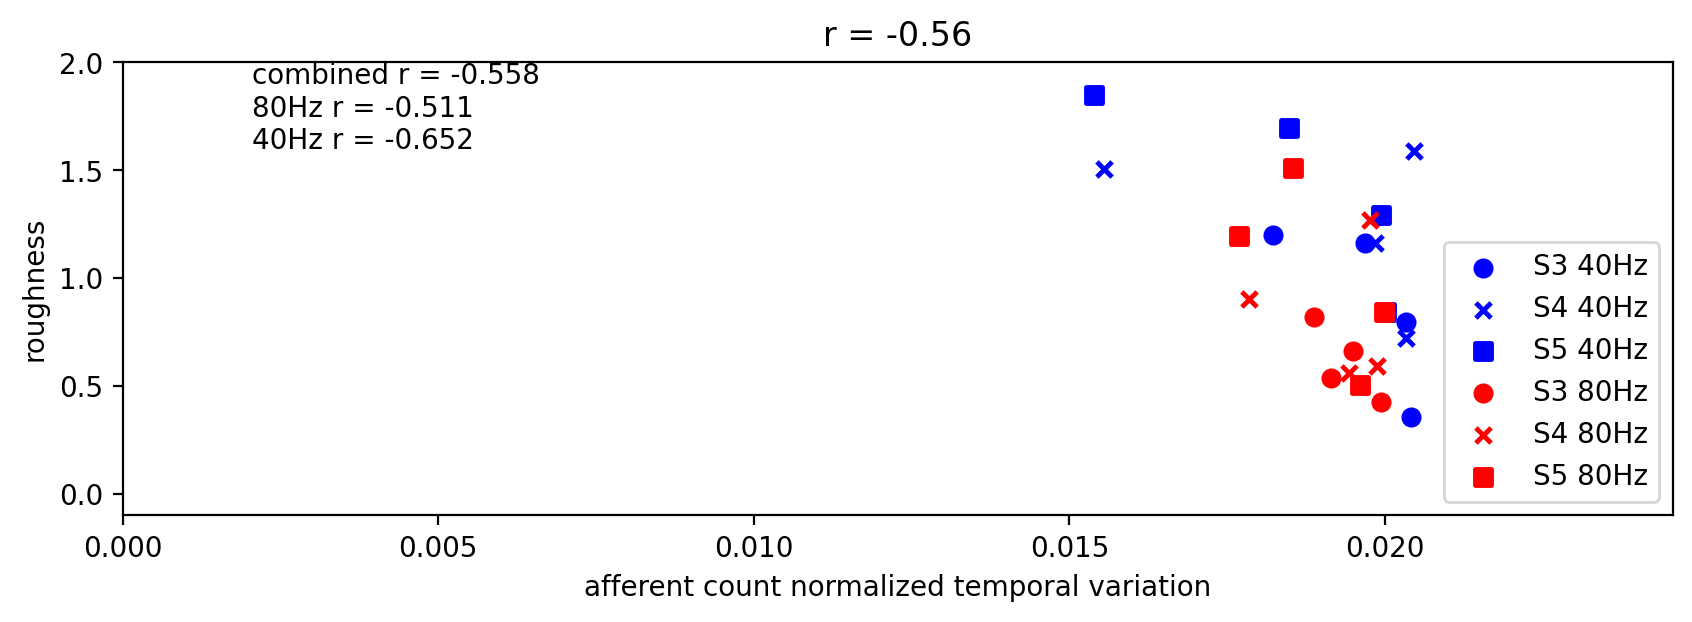 r = -0.56
combined r = -0.558
80Hz r = -0.511
40Hz r = -0.652
roughness
2.0
1.5
1.0
0.5
0.0
0.000 0.005 0.010 0.015 0.020
afferent count normalized temporal variation
S3 40Hz
S4 40Hz
S5 40Hz
S3 80Hz
S4 80Hz
S5 80Hz